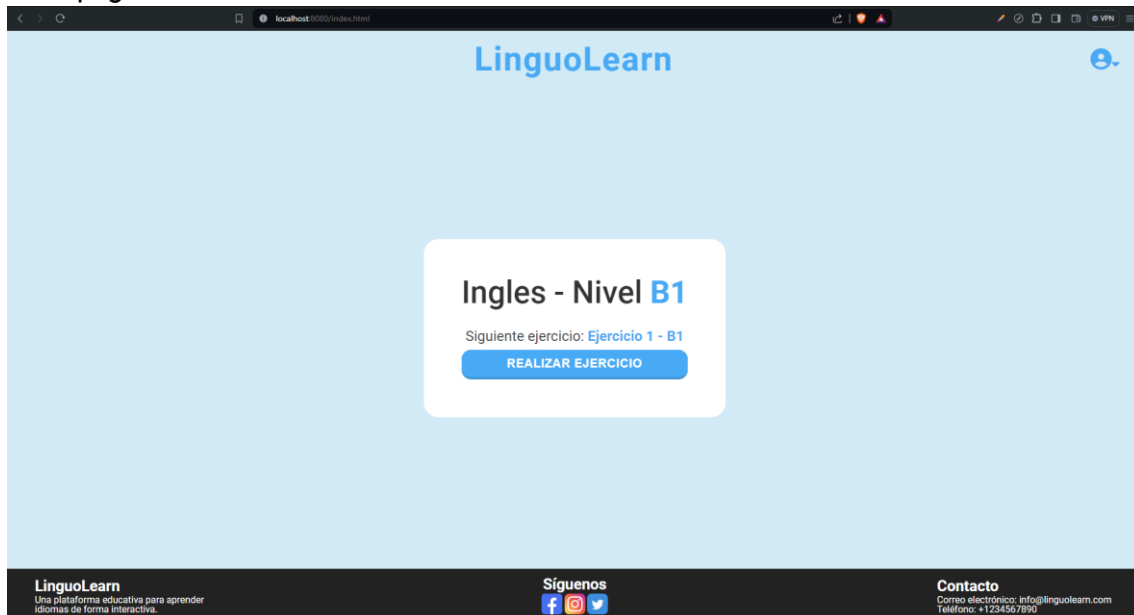 localhost:8080/index.html
VPN
LinguoLearn
Ingles - Nivel B1
Siguiente ejercicio: Ejercicio 1 - B1
REALIZAR EJERCICIO
LinguoLearn
Una plataforma educativa para aprender
idiomas de forma interactiva.
Síguenos
Contacto
Correo electrónico: info@linguolearn.com
Teléfono: +1234567890